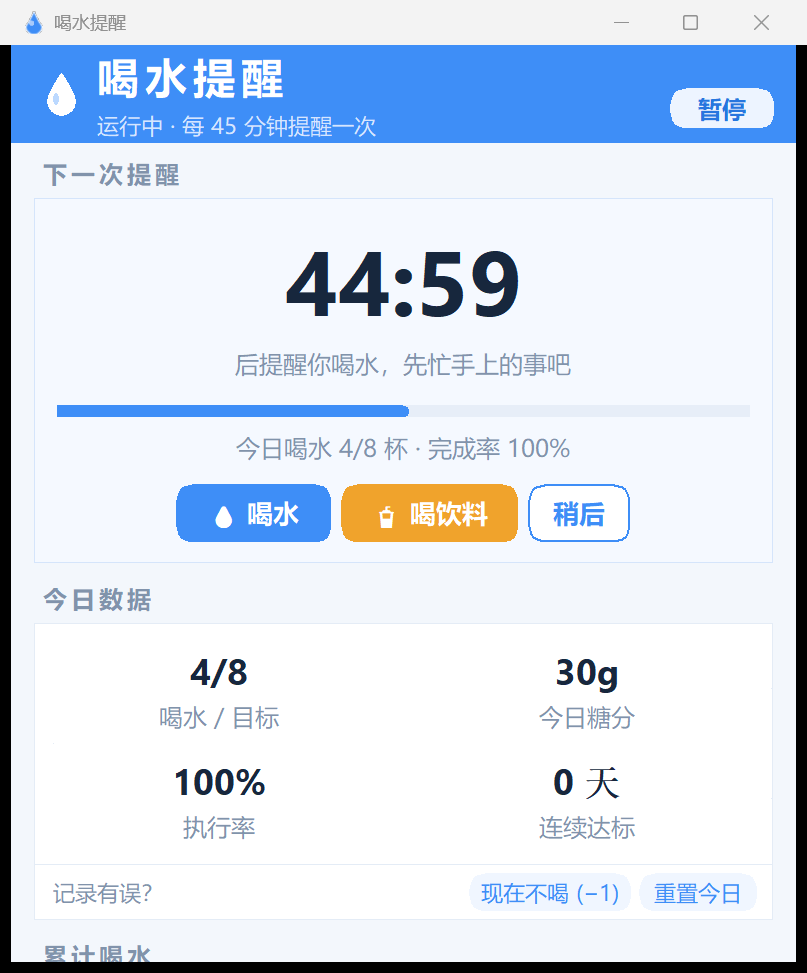 喝水提醒
喝水提醒
运行中 · 每 45 分钟提醒一次
暂停
下一次提醒
44:59
后提醒你喝水，先忙手上的事吧
今日喝水 4/8 杯 · 完成率 100%
喝水 喝饮料 稍后
今日数据
4/8 30g
喝水 / 目标 今日糖分
100% 0 天
执行率 连续达标
记录有误? 现在不喝 (−1) 重置今日
累计喝水